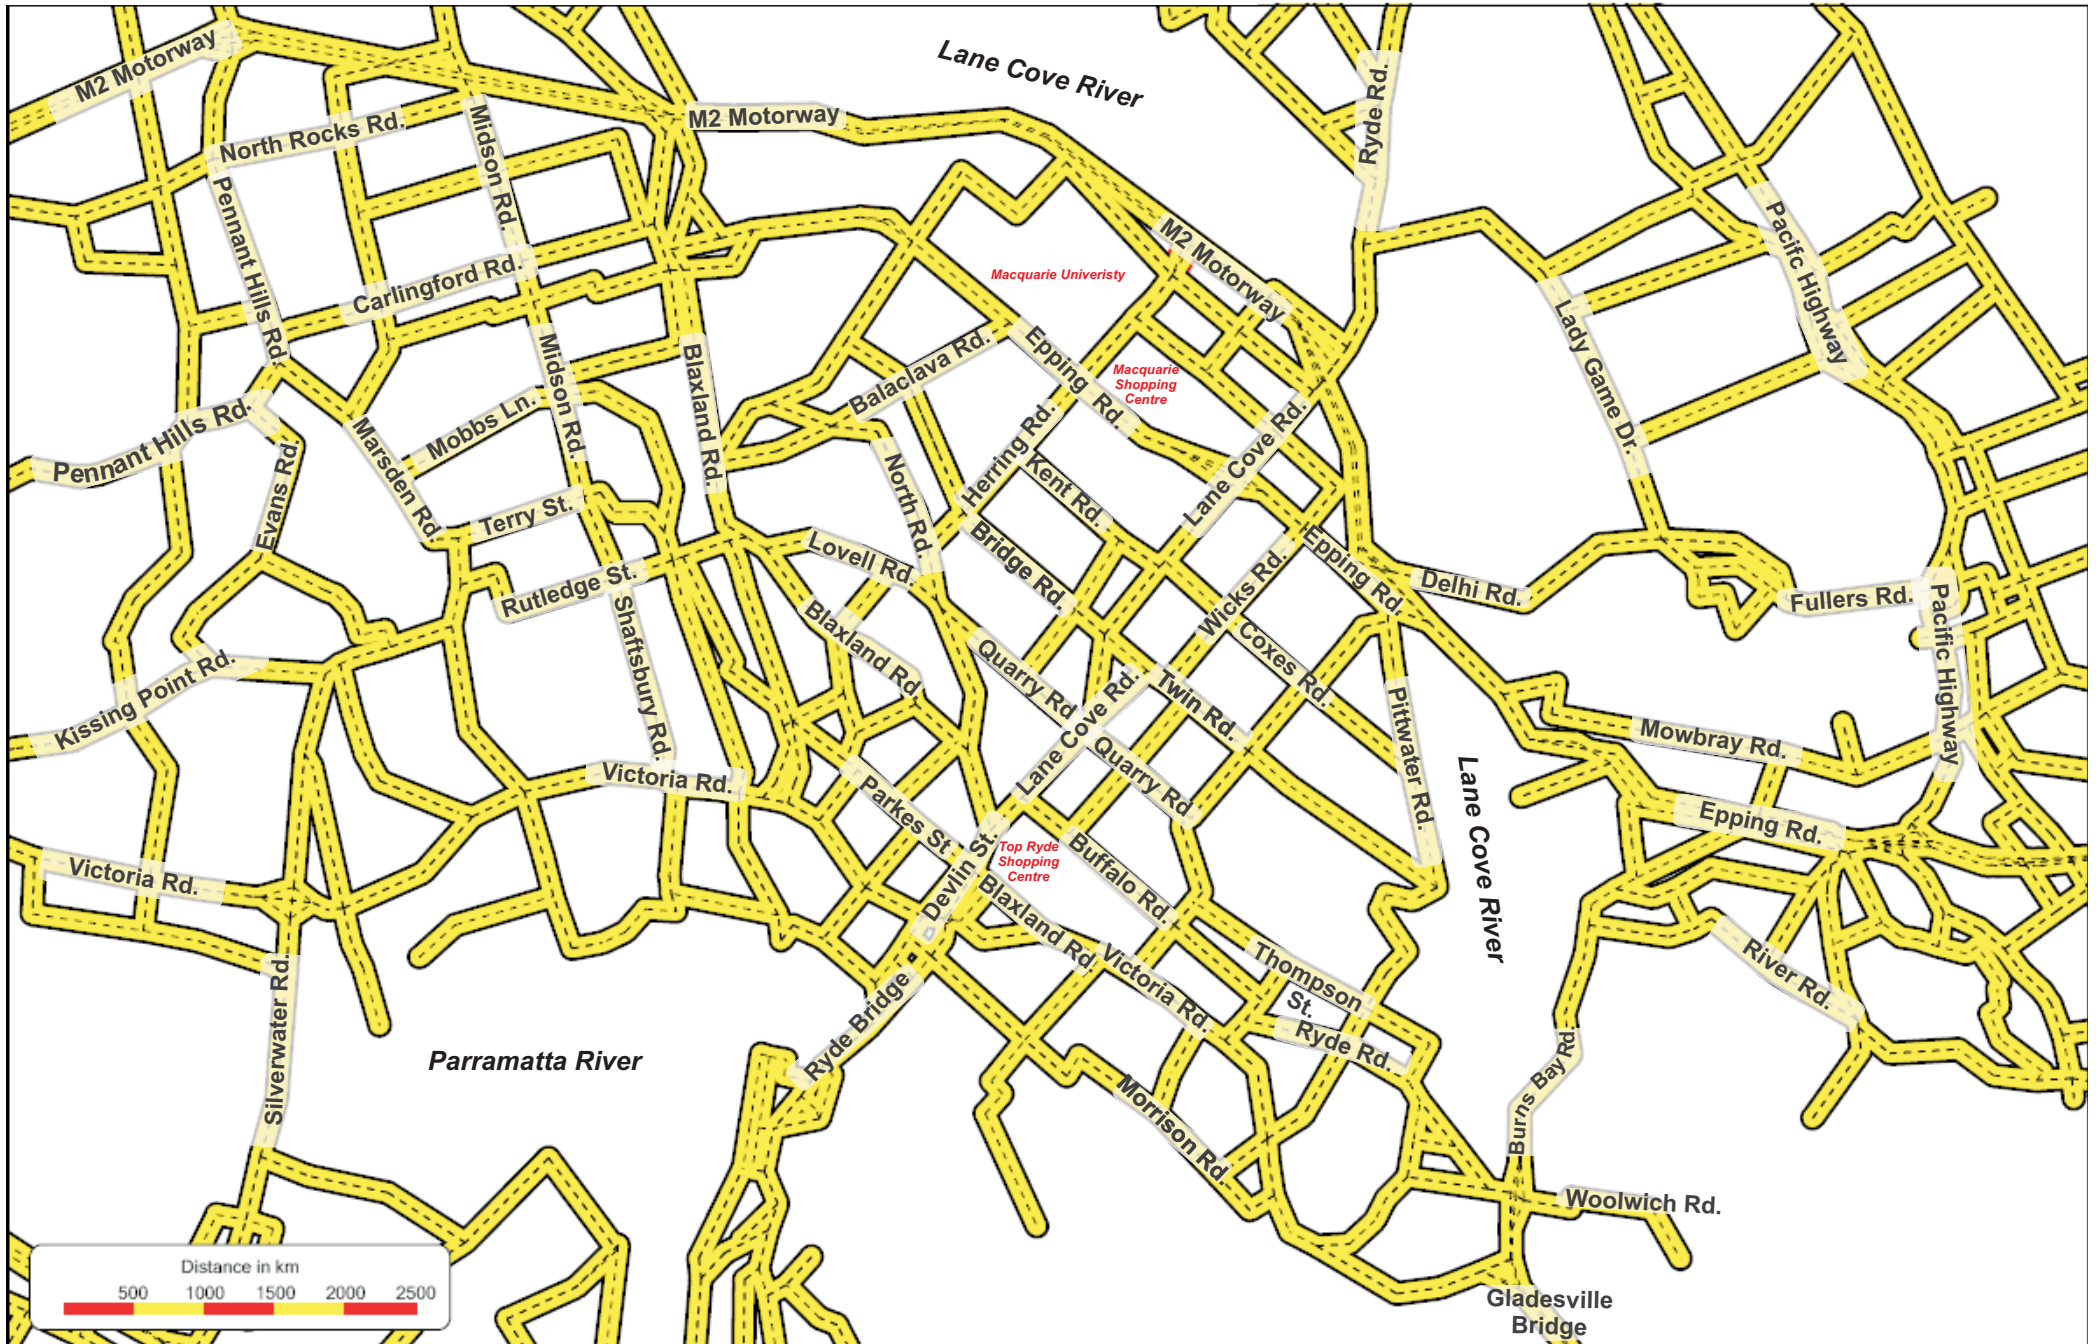 M2 Motorway
Lane Cove River
Ryde Rd.
M2 Motorway
North Rocks Rd.
Midson Rd.
Pennant Hills Rd.
M2 Motorway
Pacifc Highway
Carlingford Rd.
Macquarie Univeristy
Lady Game Dr.
Midson Rd.
Blaxland Rd.
Balaclava Rd.
Epping Rd.
Macquarie
Shopping
Centre
Pennant Hills Rd.
Mobbs Ln.
Marsden Rd.
Evans Rd.
Herring Rd.
Lane Cove Rd.
Kent Rd.
North Rd.
Terry St.
Bridge Rd.
Lovell Rd.
Epping Rd.
Delhi Rd.
Fullers Rd.
Rutledge St.
Wicks Rd.
Shaftsbury Rd.
Blaxland Rd
Coxes Rd.
Pacific Highway
Quarry Rd.
Kissing Point Rd.
Lane Cove Rd.
Twin Rd.
Pittwater Rd.
Mowbray Rd.
Victoria Rd.
Quarry Rd
Lane Cove River
Parkes St
Epping Rd.
Devlin St.
Top Ryde
Shopping
Centre
Buffalo Rd.
Victoria Rd.
Blaxland Rd
Victoria Rd.
Thompson
St.
River Rd.
Silverwater Rd.
Ryde Bridge
Ryde Rd.
Parramatta River
Burns Bay Rd.
Morrison Rd.
Woolwich Rd.
Distance in km
500 1000 1500 2000 2500
Gladesville
Bridge